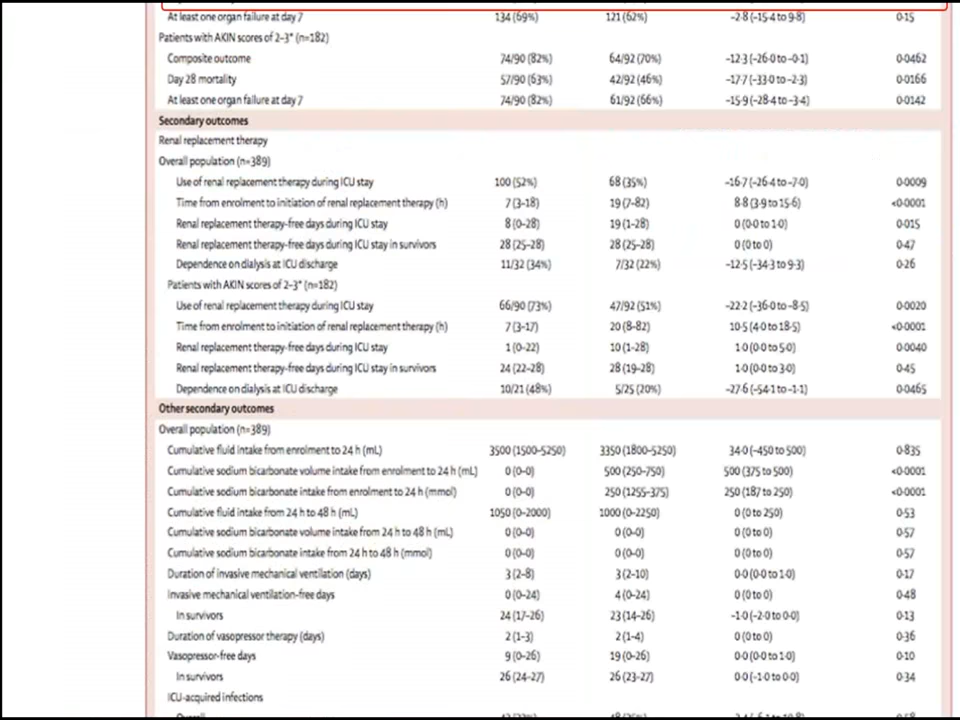 At least one organ failure at day 7 134 (69%) 121 (62%) –2·8 (–15·4 to 9·8) 0·15
Patients with AKIN scores of 2–3* (n=182)
Composite outcome 74/90 (82%) 64/92 (70%) –12·3 (–26·0 to –0·1) 0·0462
Day 28 mortality 57/90 (63%) 42/92 (46%) –17·7 (–33·0 to –2·3) 0·0166
At least one organ failure at day 7 74/90 (82%) 61/92 (66%) –15·9 (–28·4 to –3·4) 0·0142
Secondary outcomes
Renal replacement therapy
Overall population (n=389)
Use of renal replacement therapy during ICU stay 100 (52%) 68 (35%) –16·7 (–26·4 to –7·0) 0·0009
Time from enrolment to initiation of renal replacement therapy (h) 7 (3–18) 19 (7–82) 8·8 (3·9 to 15·6) <0·0001
Renal replacement therapy-free days during ICU stay 8 (0–28) 19 (1–28) 0 (0·0 to 1·0) 0·015
Renal replacement therapy-free days during ICU stay in survivors 28 (25–28) 28 (25–28) 0 (0 to 0) 0·47
Dependence on dialysis at ICU discharge 11/32 (34%) 7/32 (22%) –12·5 (–34·3 to 9·3) 0·26
Patients with AKIN scores of 2–3* (n=182)
Use of renal replacement therapy during ICU stay 66/90 (73%) 47/92 (51%) –22·2 (–36·0 to –8·5) 0·0020
Time from enrolment to initiation of renal replacement therapy (h) 7 (3–17) 20 (8–82) 10·5 (4·0 to 18·5) <0·0001
Renal replacement therapy-free days during ICU stay 1 (0–22) 10 (1–28) 1·0 (0·0 to 5·0) 0·0040
Renal replacement therapy-free days during ICU stay in survivors 24 (22–28) 28 (19–28) 1·0 (0·0 to 3·0) 0·45
Dependence on dialysis at ICU discharge 10/21 (48%) 5/25 (20%) –27·6 (–54·1 to –1·1) 0·0465
Other secondary outcomes
Overall population (n=389)
Cumulative fluid intake from enrolment to 24 h (mL) 3500 (1500–5250) 3350 (1800–5250) 34·0 (–450 to 500) 0·835
Cumulative sodium bicarbonate volume intake from enrolment to 24 h (mL) 0 (0–0) 500 (250–750) 500 (375 to 500) <0·0001
Cumulative sodium bicarbonate intake from enrolment to 24 h (mmol) 0 (0–0) 250 (1255–375) 250 (187 to 250) <0·0001
Cumulative fluid intake from 24 h to 48 h (mL) 1050 (0–2000) 1000 (0–2250) 0 (0 to 250) 0·53
Cumulative sodium bicarbonate volume intake from 24 h to 48 h (mL) 0 (0–0) 0 (0–0) 0 (0 to 0) 0·57
Cumulative sodium bicarbonate intake from 24 h to 48 h (mmol) 0 (0–0) 0 (0–0) 0 (0 to 0) 0·57
Duration of invasive mechanical ventilation (days) 3 (2–8) 3 (2–10) 0·0 (0·0 to 1·0) 0·17
Invasive mechanical ventilation-free days 0 (0–24) 4 (0–24) 0 (0 to 0) 0·48
In survivors 24 (17–26) 23 (14–26) –1·0 (–2·0 to 0·0) 0·13
Duration of vasopressor therapy (days) 2 (1–3) 2 (1–4) 0 (0 to 0) 0·36
Vasopressor-free days 9 (0–26) 19 (0–26) 0·0 (0·0 to 1·0) 0·10
In survivors 26 (24–27) 26 (23–27) 0·0 (–1·0 to 0·0) 0·34
ICU-acquired infections